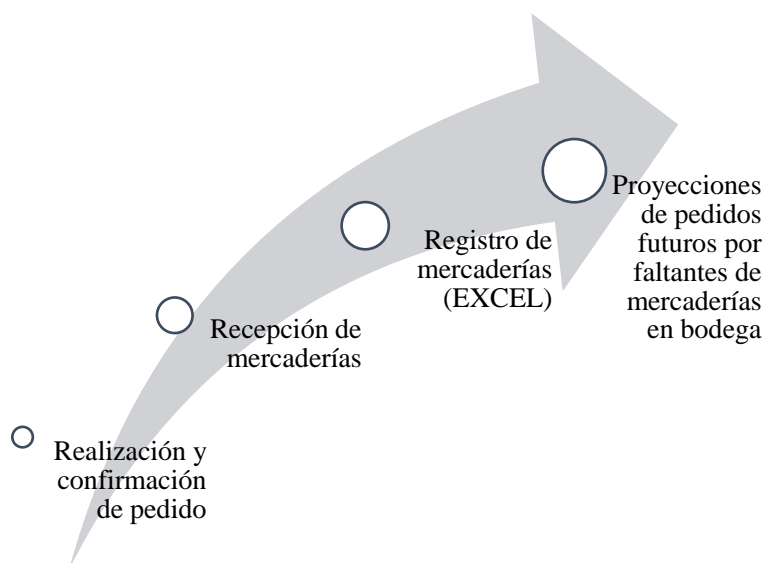 Realización y
confirmación
de pedido
Recepción de
mercaderías
Registro de
mercaderías
(EXCEL)
Proyecciones
de pedidos
futuros por
faltantes de
mercaderías
en bodega